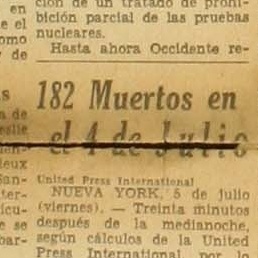 ción de un tratado de prohi-
bición parcial de las pruebas
nucleares.
Hasta ahora Occidente re-
182 Muertos en
el 4 de Julio
United Press International
NUEVA YORK, 5 de julio
(viernes). — Treinta minutos
después de la medianoche,
según cálculos de la United
Press International, por lo